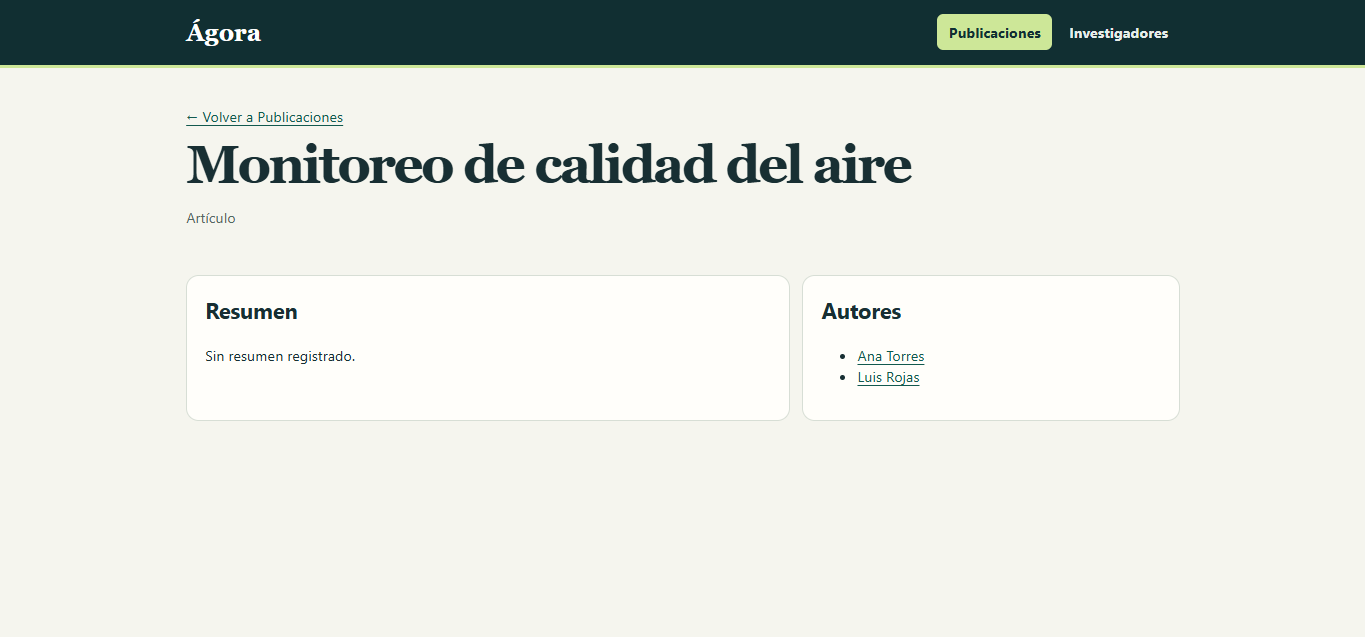 Ágora
Publicaciones
Investigadores
← Volver a Publicaciones
Monitoreo de calidad del aire
Artículo
Resumen
Sin resumen registrado.
Autores
• Ana Torres
• Luis Rojas